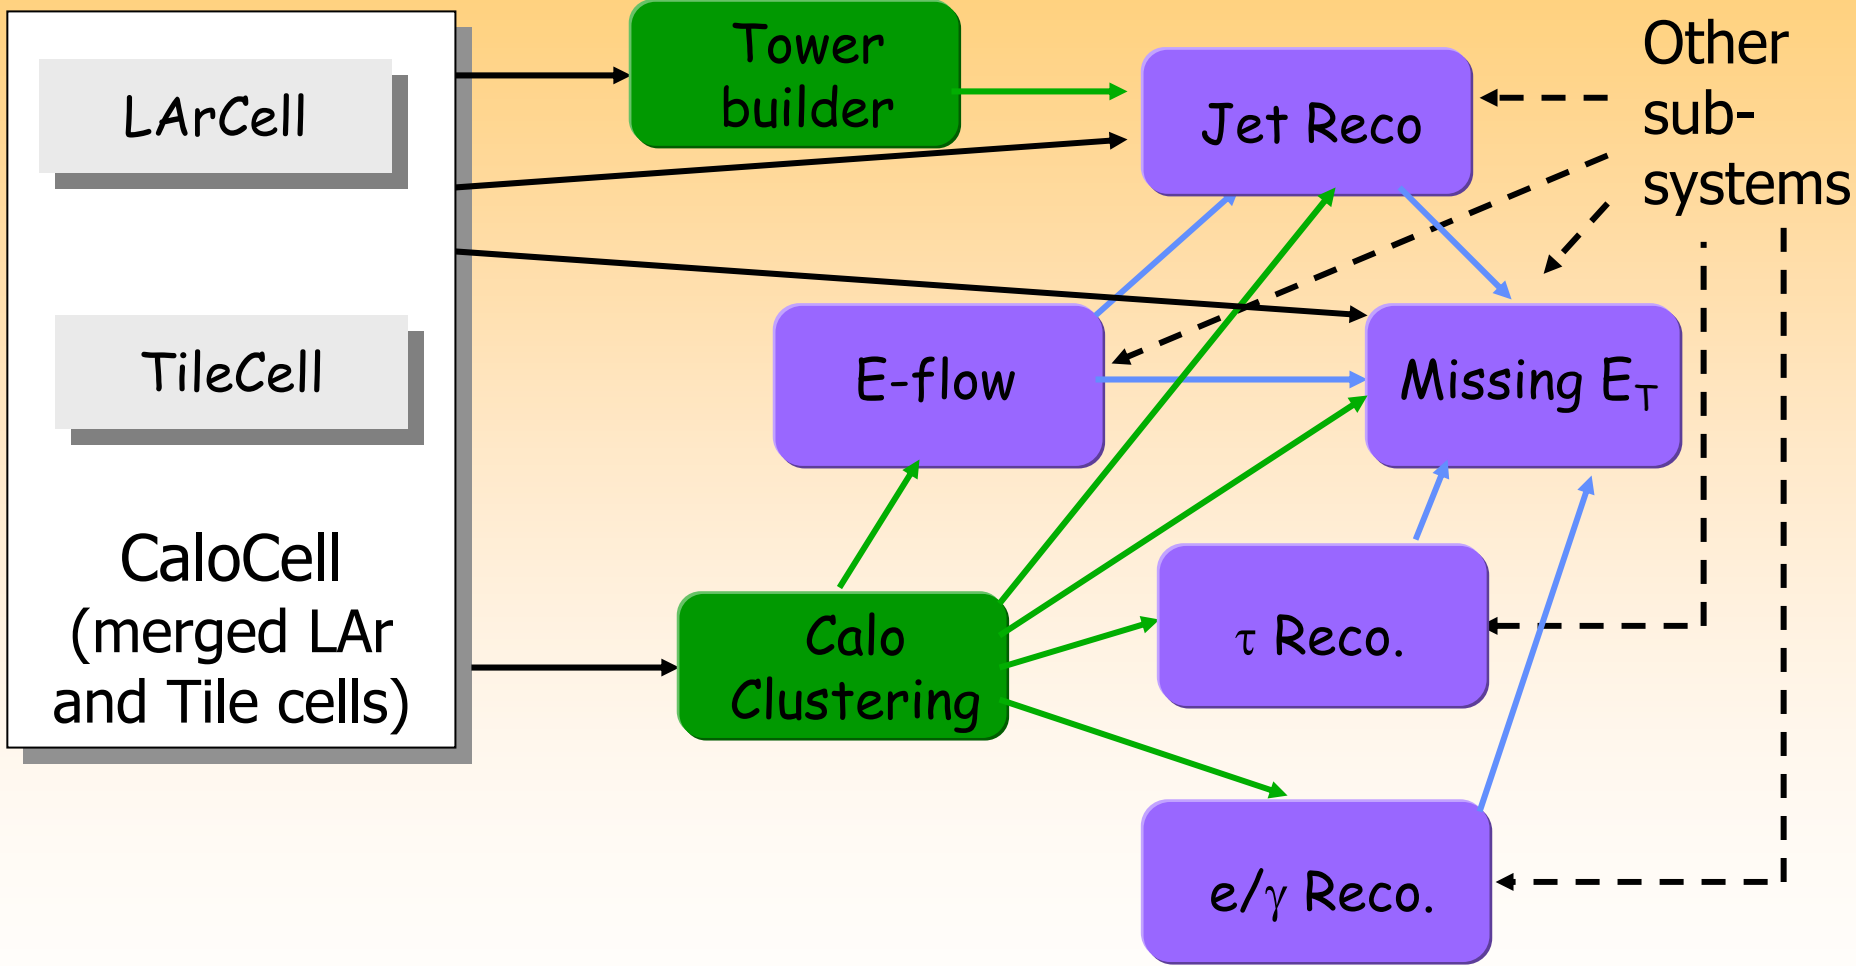 LArCell
TileCell
CaloCell
(merged LAr
and Tile cells)
Tower
builder
Jet Reco
Other
sub-
systems
E-flow
Missing E_T
Calo
Clustering
τ Reco.
e/γ Reco.